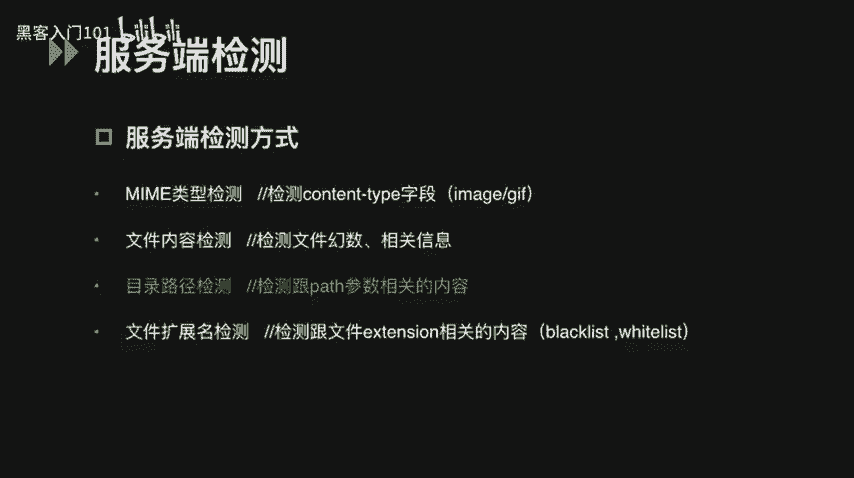 黑客入门101 bilibili
服务端检测
服务端检测方式
MIME类型检测 //检测content-type字段（image/gif）
文件内容检测 //检测文件幻数、相关信息
目录路径检测 //检测跟path参数相关的内容
文件扩展名检测 //检测跟文件extension相关的内容（blacklist ,whitelist）